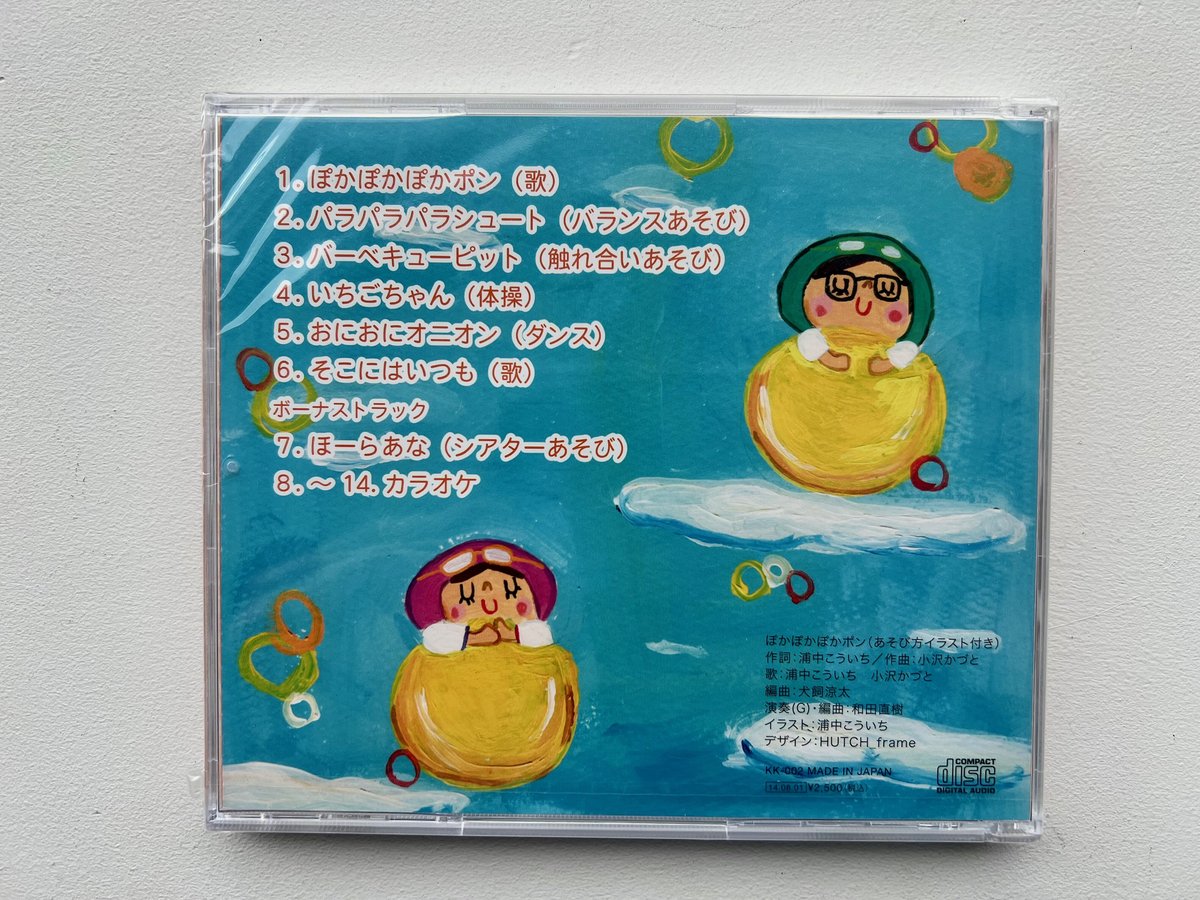 1. ぽかぽかぽかポン（歌）
2. パラパラパラシュート（バランスあそび）
3. バーベキューピット（触れ合いあそび）
4. いちごちゃん（体操）
5. おにおにオニオン（ダンス）
6. そこにはいつも（歌）
ボーナストラック
7. ほーらあな（シアターあそび）
8. 〜 14. カラオケ
ぽかぽかぽかポン（あそび方イラスト付き）
作詞：浦中こういち／作曲：小沢かづと
歌：浦中こういち　小沢かづと
編曲：犬飼涼太
演奏(G)・編曲：和田直樹
イラスト：浦中こういち
デザイン：HUTCH_frame
KK-002 MADE IN JAPAN
14.06.01 ¥2,500
COMPACT
disc
DIGITAL AUDIO